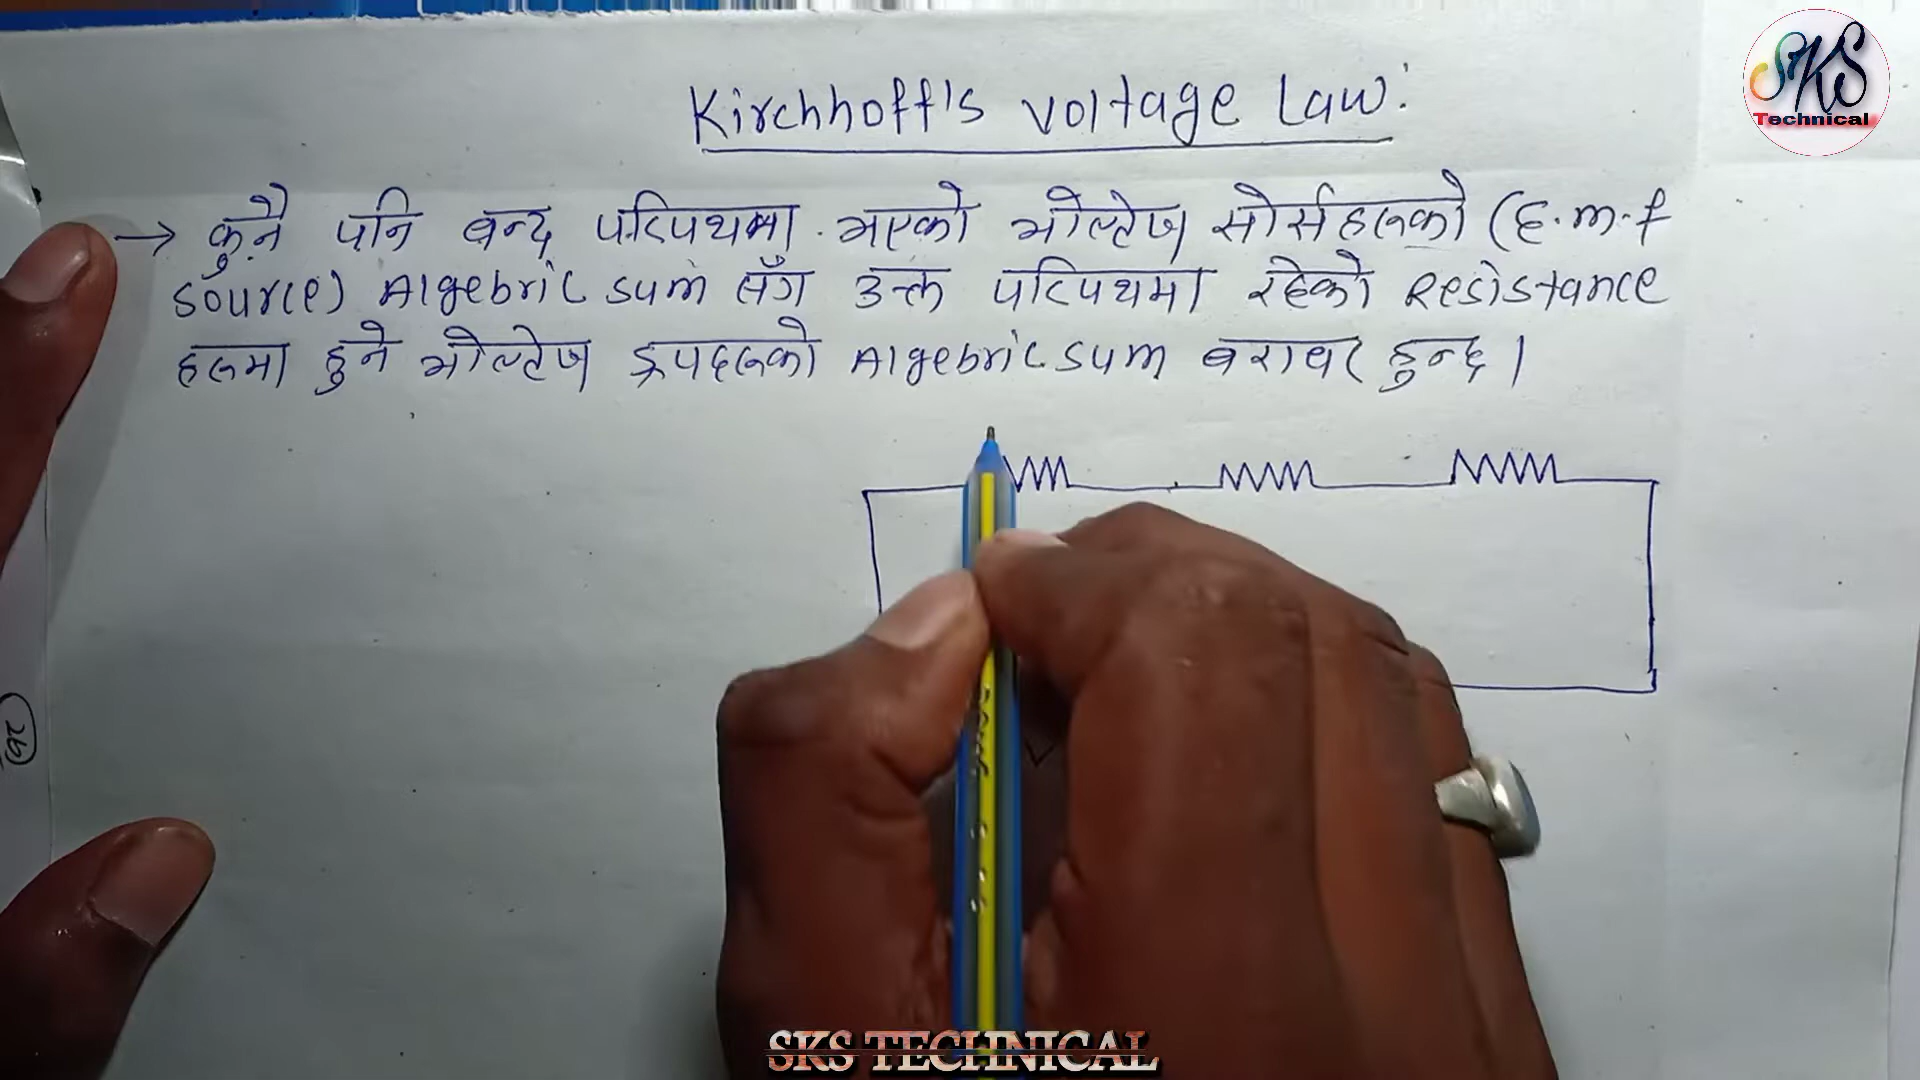 SKS
Technical
Kirchhoff's voltage Law:
→ कुनै पनि बन्द परिपथमा भएको भोल्टेज सोर्सहरुको (E.m.f
source) Algebric sum सँग उक्त परिपथमा रहेको Resistance
हरुमा हुने भोल्टेज ड्रपहरुको Algebric sum बराबर हुन्छ।
V
SKS TECHNICAL